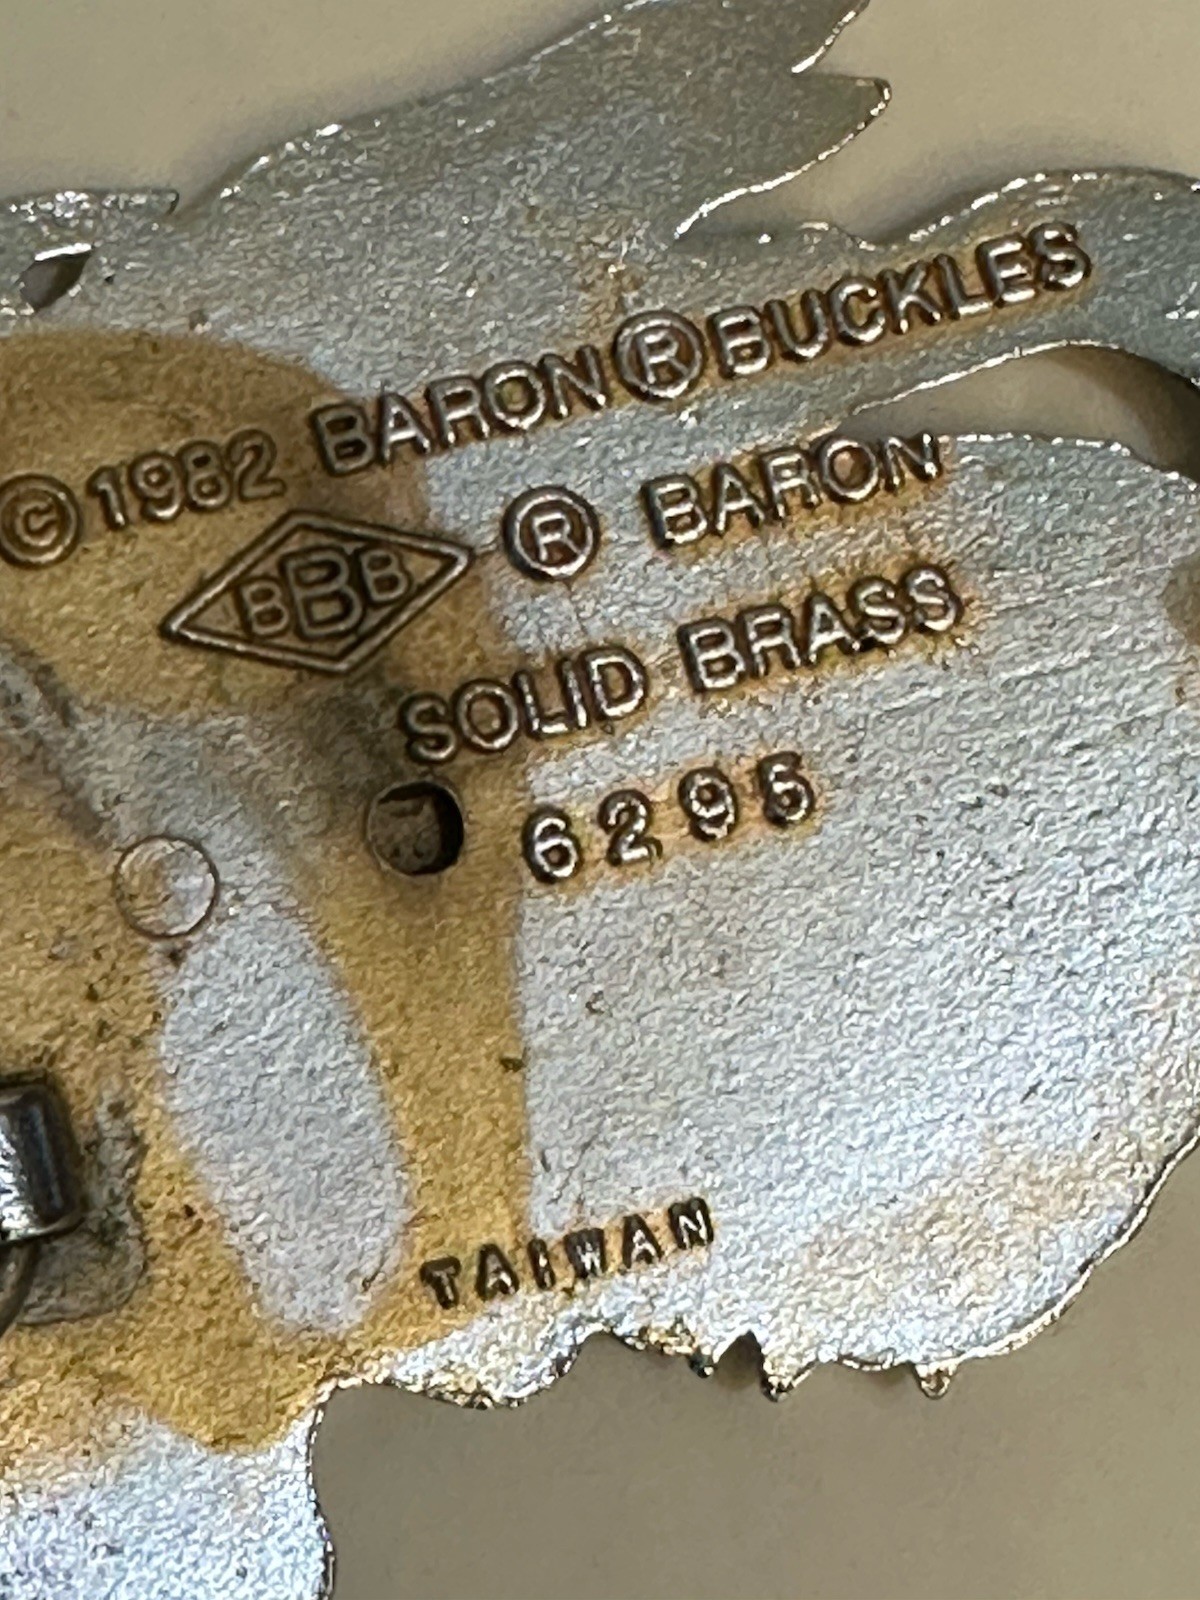 © 1982 BARON ® BUCKLES
BBB ® BARON
SOLID BRASS
6295
TAIWAN